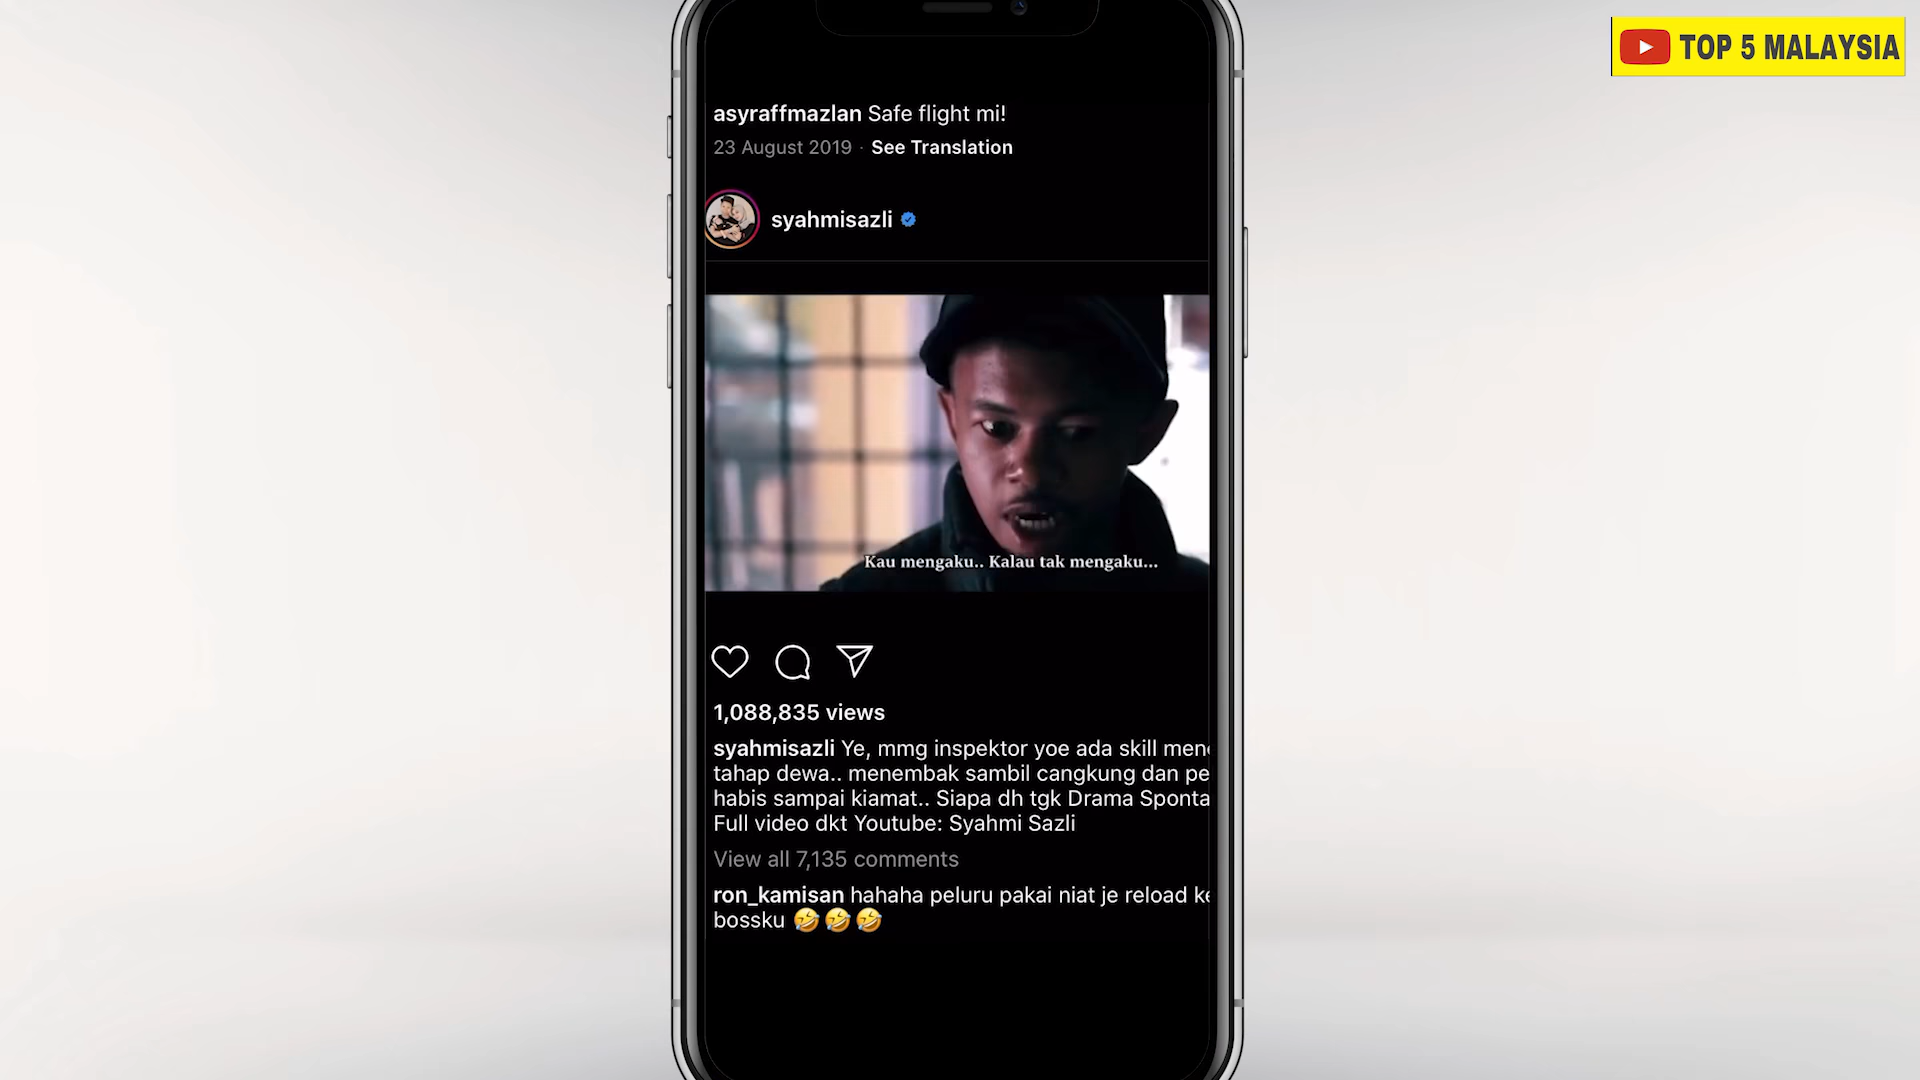 TOP 5 MALAYSIA
asyraffmazlan Safe flight mi!
23 August 2019 · See Translation
syahmisazli
Kau mengaku.. Kalau tak mengaku...
1,088,835 views
syahmisazli Ye, mmg inspektor yoe ada skill
tahap dewa.. menembak sambil cangkung dan
habis sampai kiamat.. Siapa dh tgk Drama
Full video dkt Youtube: Syahmi Sazli
View all 7,135 comments
ron_kamisan hahaha peluru pakai niat je reload
bossku 🤣🤣🤣